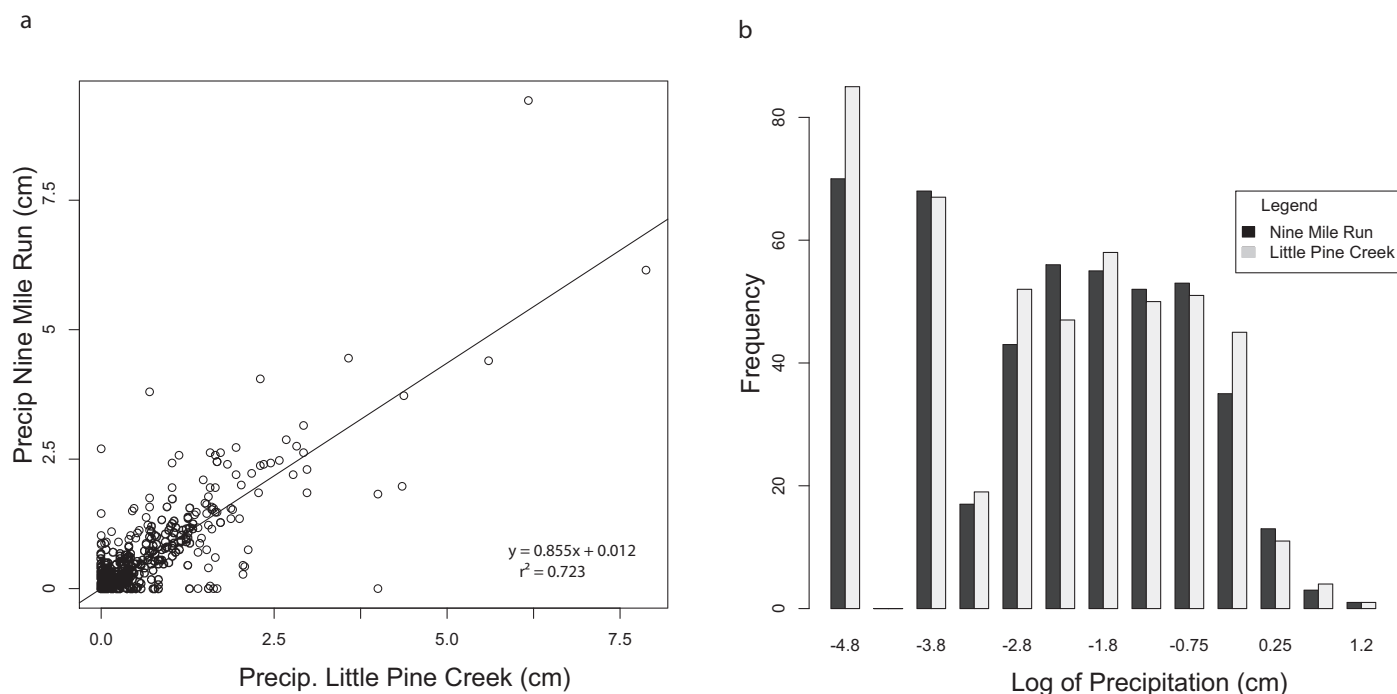 a
Precip Nine Mile Run (cm)
7.5
5
2.5
0
y = 0.855x + 0.012
r² = 0.723
0.0 2.5 5.0 7.5
Precip. Little Pine Creek (cm)
b
Frequency
80
60
40
20
0
Legend
Nine Mile Run
Little Pine Creek
-4.8 -3.8 -2.8 -1.8 -0.75 0.25 1.2
Log of Precipitation (cm)